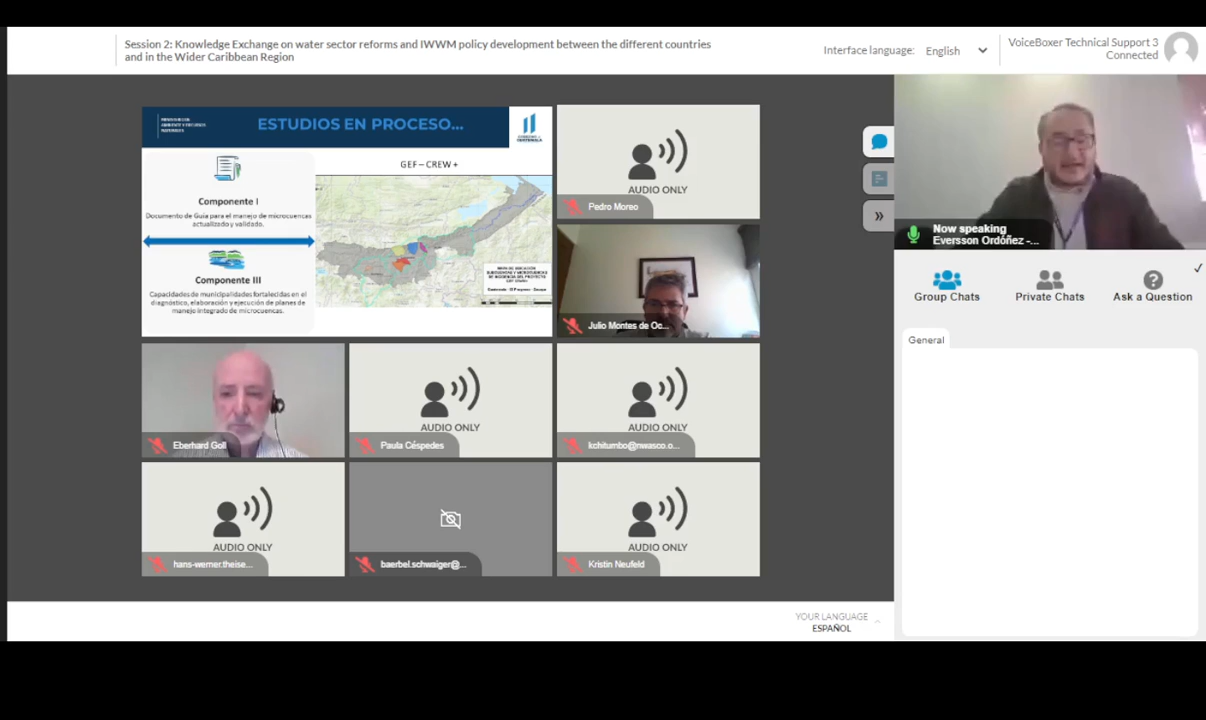 Session 2: Knowledge Exchange on water sector reforms and IWWM policy development between the different countries
and in the Wider Caribbean Region
Interface language: English
VoiceBoxer Technical Support 3
Connected
ESTUDIOS EN PROCESO...
GEF – CREW +
Componente I
Documento de Guía para el manejo de microcuencas
actualizado y validado.
Componente III
Capacidades de municipalidades fortalecidas en el
diagnóstico, elaboración y ejecución de planes de
manejo integrado de microcuencas.
AUDIO ONLY
Pedro Moreo
Julio Montes de Oc...
Now speaking
Eversson Ordóñez -...
Group Chats
Private Chats
Ask a Question
General
Eberhard Goll
AUDIO ONLY
Paula Céspedes
AUDIO ONLY
kchitumbo@nwasco.o...
AUDIO ONLY
hans-werner.theise...
baerbel.schwaiger@...
AUDIO ONLY
Kristin Neufeld
YOUR LANGUAGE
ESPAÑOL